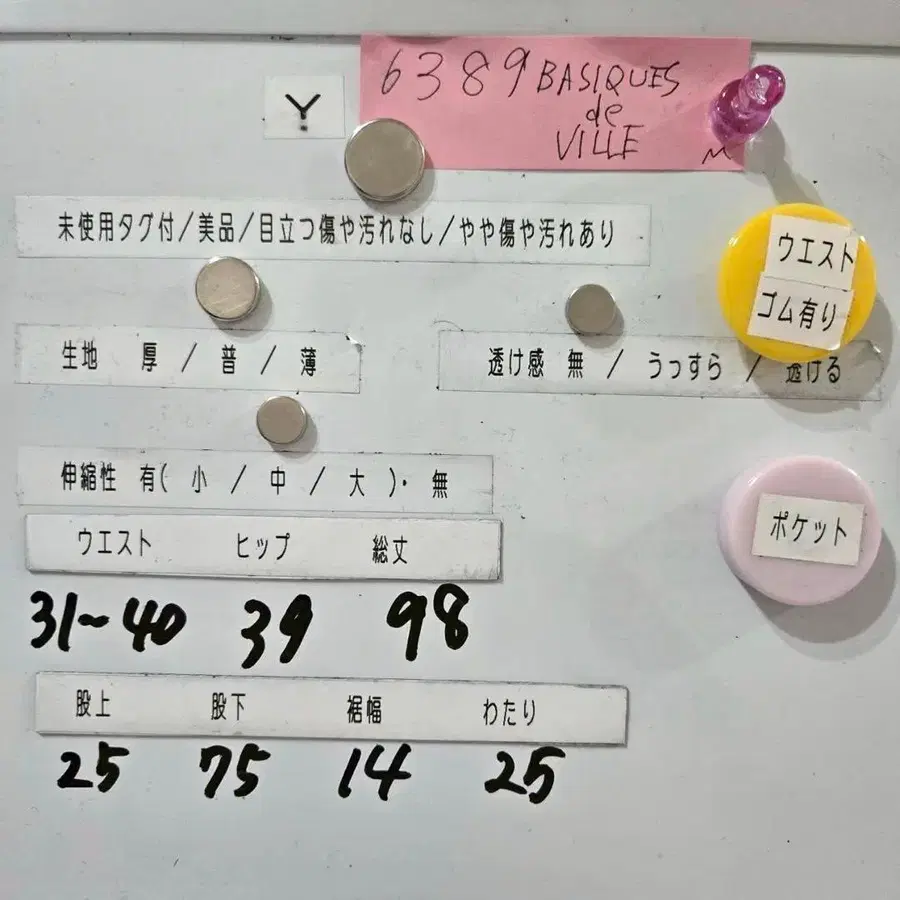 6389 BASIQUES
de
VILLE
M
Y
未使用タグ付/美品/目立つ傷や汚れなし/やや傷や汚れあり
ウエスト
ゴム有り
生地 厚 / 普 / 薄
透け感 無 / うっすら / 透ける
伸縮性 有( 小 / 中 / 大 )・ 無
ウエスト ヒップ 総丈
31~40 39 98
ポケット
股上 股下 裾幅 わたり
25 75 14 25